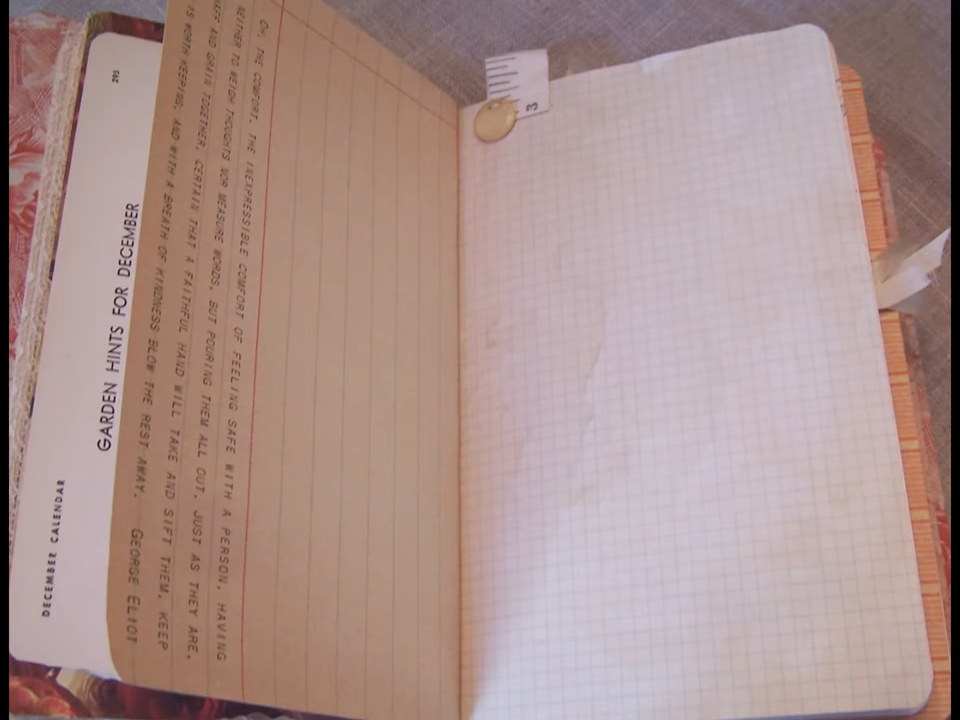 DECEMBER CALENDAR
GARDEN HINTS FOR DECEMBER
OH, THE COMFORT, THE INEXPRESSIBLE COMFORT OF FEELING SAFE WITH A PERSON, HAVING
NEITHER TO WEIGH THOUGHTS NOR MEASURE WORDS, BUT POURING THEM ALL OUT, JUST AS THEY ARE,
AFF AND GRAIN TOGETHER, CERTAIN THAT A FAITHFUL HAND WILL TAKE AND SIFT THEM, KEEP
IS WORTH KEEPING, AND WITH A BREATH OF KINDNESS BLOW THE REST AWAY. GEORGE ELIOT
3